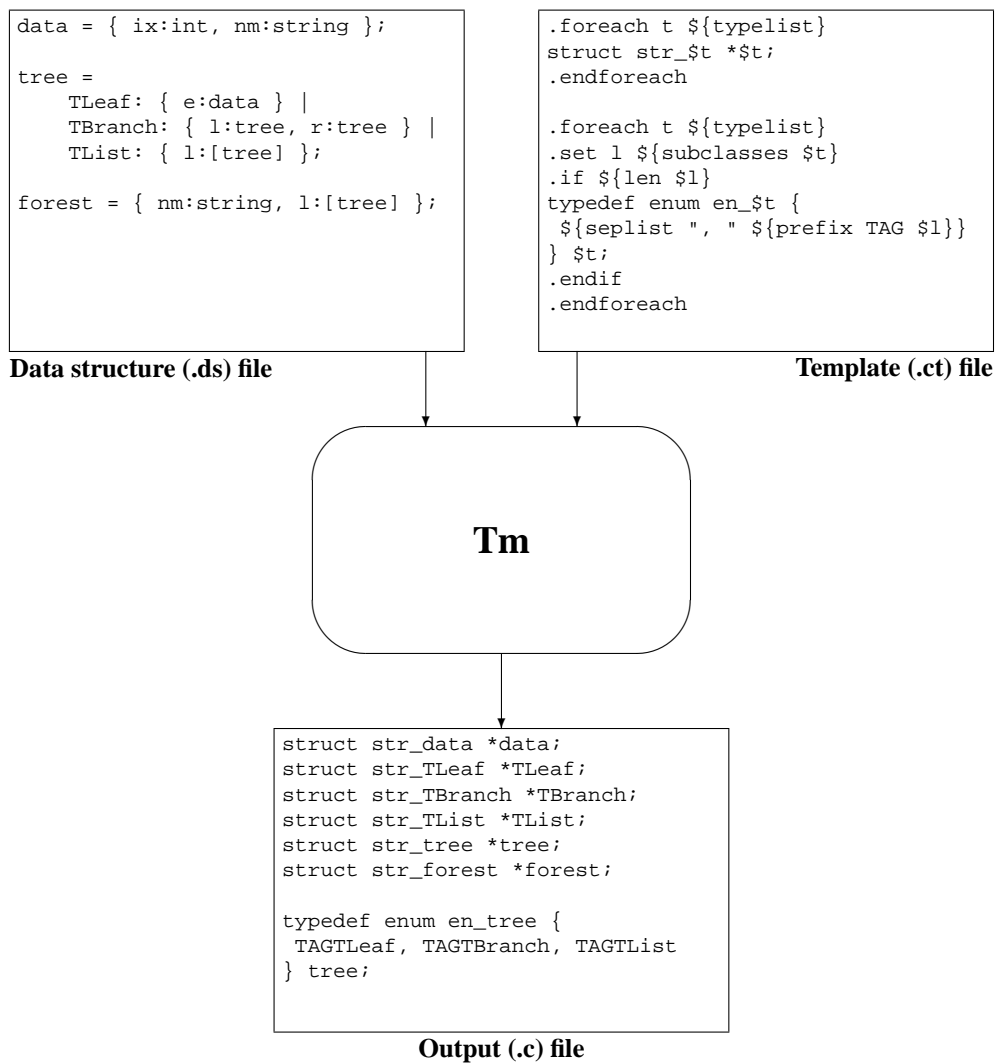 data = { ix:int, nm:string };
tree =
    TLeaf: { e:data } |
    TBranch: { l:tree, r:tree } |
    TList: { l:[tree] };
forest = { nm:string, l:[tree] };
Data structure (.ds) file
.foreach t ${typelist}
struct str_$t *$t;
.endforeach
.foreach t ${typelist}
.set l ${subclasses $t}
.if ${len $l}
typedef enum en_$t {
 ${seplist ", " ${prefix TAG $l}}
} $t;
.endif
.endforeach
Template (.ct) file
Tm
struct str_data *data;
struct str_TLeaf *TLeaf;
struct str_TBranch *TBranch;
struct str_TList *TList;
struct str_tree *tree;
struct str_forest *forest;
typedef enum en_tree {
 TAGTLeaf, TAGTBranch, TAGTList
} tree;
Output (.c) file